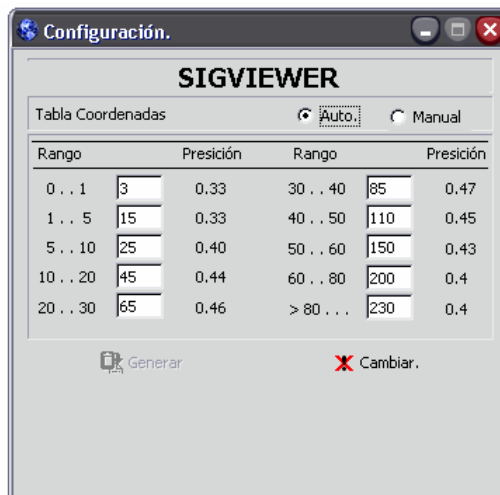 Configuración.
SIGVIEWER
Tabla Coordenadas Auto. Manual
Rango Presición Rango Presición
0 . . 1 3 0.33 30 . . 40 85 0.47
1 . . 5 15 0.33 40 . . 50 110 0.45
5 . . 10 25 0.40 50 . . 60 150 0.43
10 . . 20 45 0.44 60 . . 80 200 0.4
20 . . 30 65 0.46 > 80 . . . 230 0.4
Generar Cambiar.